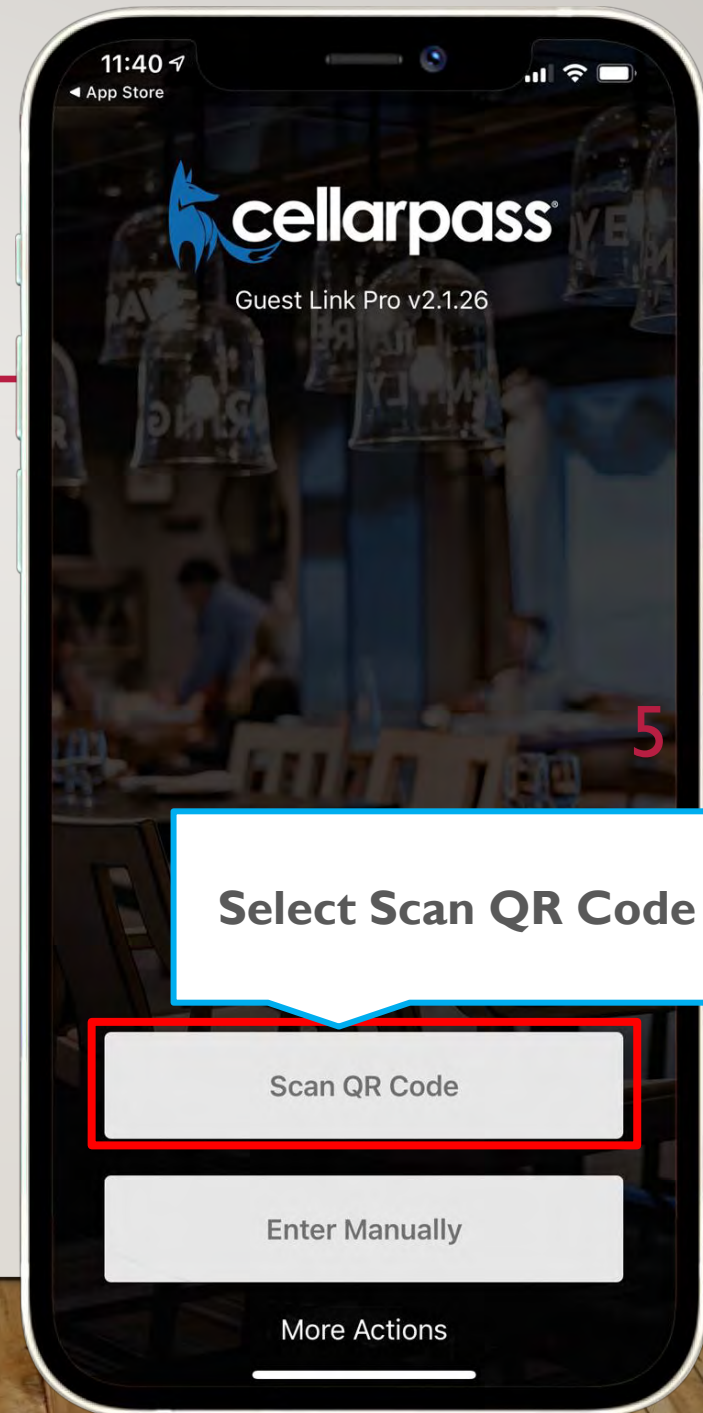 11:40
◀ App Store
cellarpass®
Guest Link Pro v2.1.26
5
Select Scan QR Code
Scan QR Code
Enter Manually
More Actions